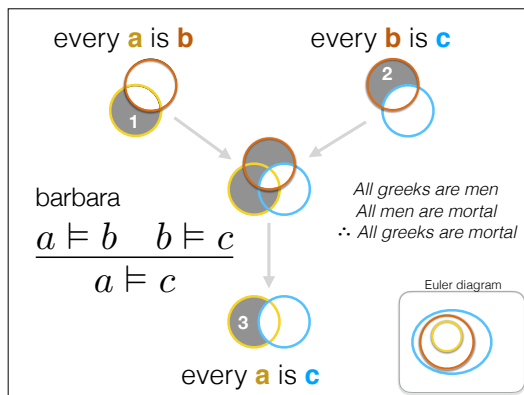 every a is b
every b is c
1
2
barbara
a ⊨ b b ⊨ c
a ⊨ c
All greeks are men
All men are mortal
∴ All greeks are mortal
Euler diagram
3
every a is c